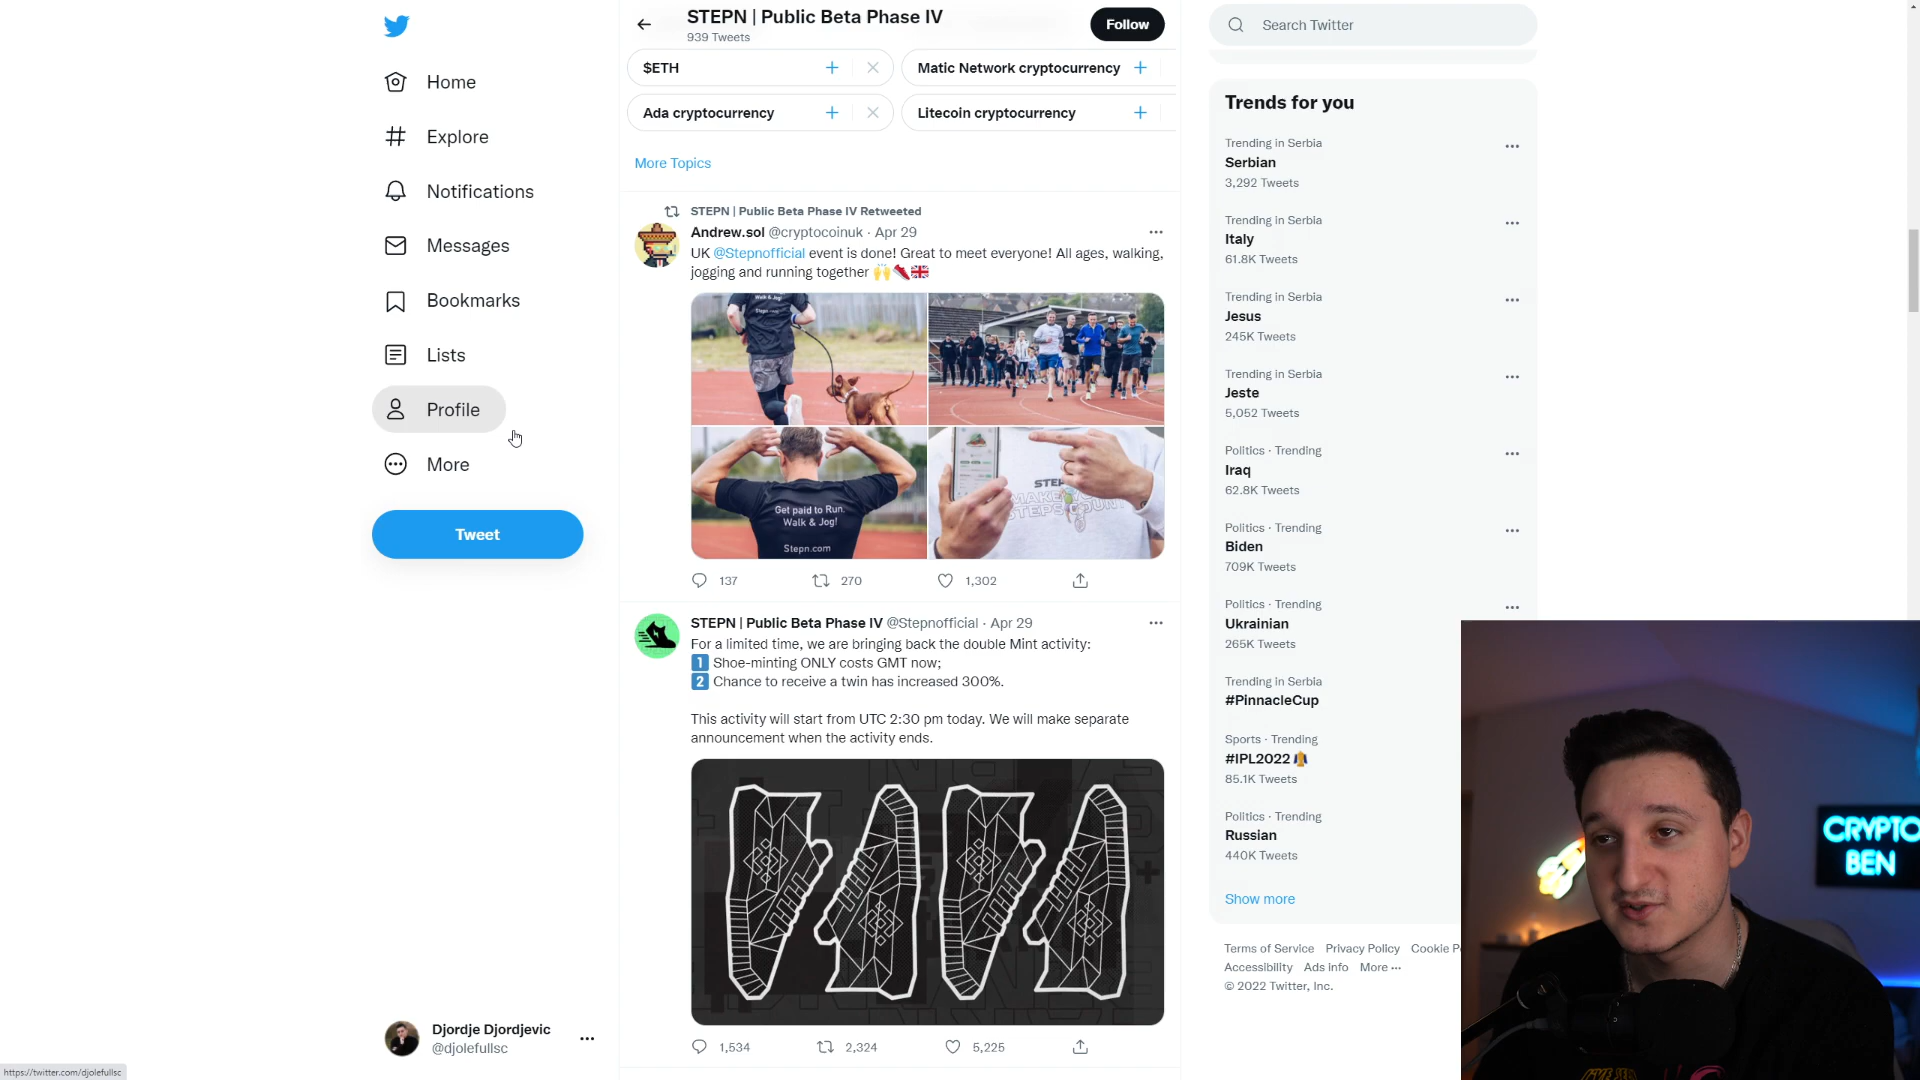 STEPN | Public Beta Phase IV
939 Tweets
Follow
Search Twitter
Home
Explore
Notifications
Messages
Bookmarks
Lists
Profile
More
Tweet
Djordje Djordjevic
@djolefullsc
https://twitter.com/djolefullsc
$ETH
Matic Network cryptocurrency
Ada cryptocurrency
Litecoin cryptocurrency
More Topics
STEPN | Public Beta Phase IV Retweeted
Andrew.sol @cryptocoinuk · Apr 29
UK @Stepnofficial event is done! Great to meet everyone! All ages, walking,
jogging and running together 🙌👟🇬🇧
Walk & Jog!
Get paid to Run,
Walk & Jog!
Stepn.com
137
270
1,302
STEPN | Public Beta Phase IV @Stepnofficial · Apr 29
For a limited time, we are bringing back the double Mint activity:
1 Shoe-minting ONLY costs GMT now;
2 Chance to receive a twin has increased 300%.
This activity will start from UTC 2:30 pm today. We will make separate
announcement when the activity ends.
1,534
2,324
5,225
Trends for you
Trending in Serbia
Serbian
3,292 Tweets
Trending in Serbia
Italy
61.8K Tweets
Trending in Serbia
Jesus
245K Tweets
Trending in Serbia
Jeste
5,052 Tweets
Politics · Trending
Iraq
62.8K Tweets
Politics · Trending
Biden
709K Tweets
Politics · Trending
Ukrainian
265K Tweets
Trending in Serbia
#PinnacleCup
Sports · Trending
#IPL2022
85.1K Tweets
Politics · Trending
Russian
440K Tweets
Show more
Terms of Service Privacy Policy Cookie
Accessibility Ads info More ···
© 2022 Twitter, Inc.
CRYPTO
BEN